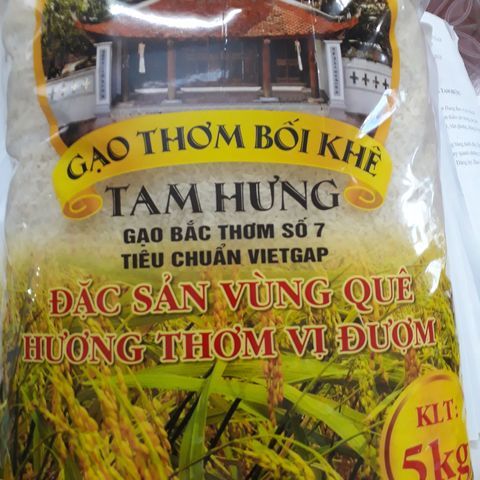 GẠO THƠM BỐI KHÊ
TAM HƯNG
GẠO BẮC THƠM SỐ 7
TIÊU CHUẨN VIETGAP
ĐẶC SẢN VÙNG QUÊ
HƯƠNG THƠM VỊ ĐƯỢM
KLT:
5kg